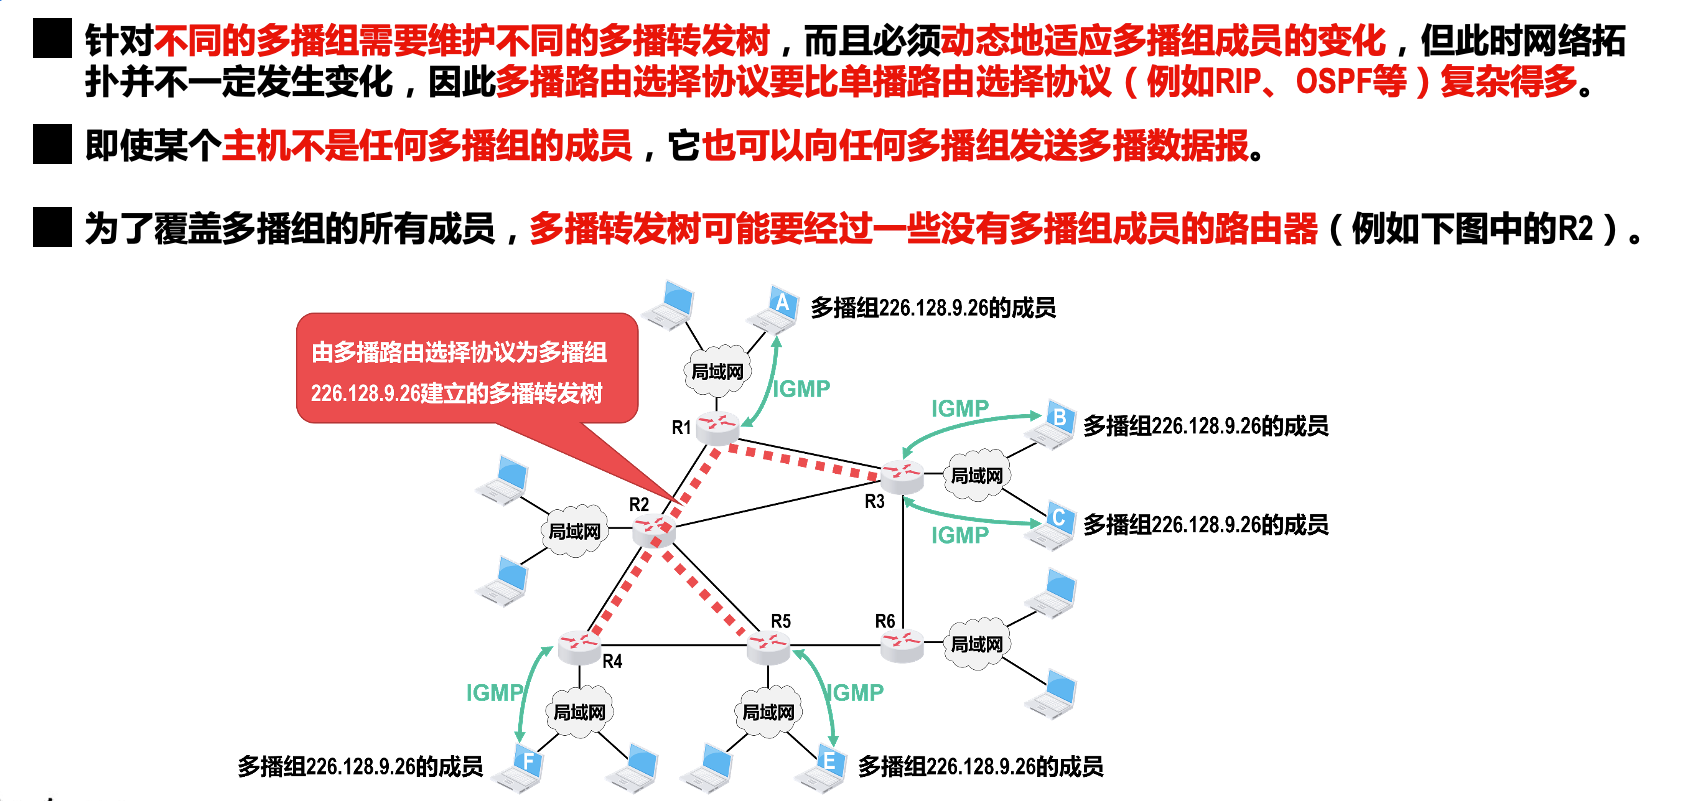 针对不同的多播组需要维护不同的多播转发树，而且必须动态地适应多播组成员的变化，但此时网络拓
扑并不一定发生变化，因此多播路由选择协议要比单播路由选择协议（例如RIP、OSPF等）复杂得多。
即使某个主机不是任何多播组的成员，它也可以向任何多播组发送多播数据报。
为了覆盖多播组的所有成员，多播转发树可能要经过一些没有多播组成员的路由器（例如下图中的R2）。
A
多播组226.128.9.26的成员
由多播路由选择协议为多播组
226.128.9.26建立的多播转发树
局域网
IGMP
R1
IGMP
B
多播组226.128.9.26的成员
局域网
R3
R2
C
多播组226.128.9.26的成员
局域网
IGMP
R5
R6
局域网
R4
IGMP
IGMP
局域网
局域网
多播组226.128.9.26的成员
F
E
多播组226.128.9.26的成员